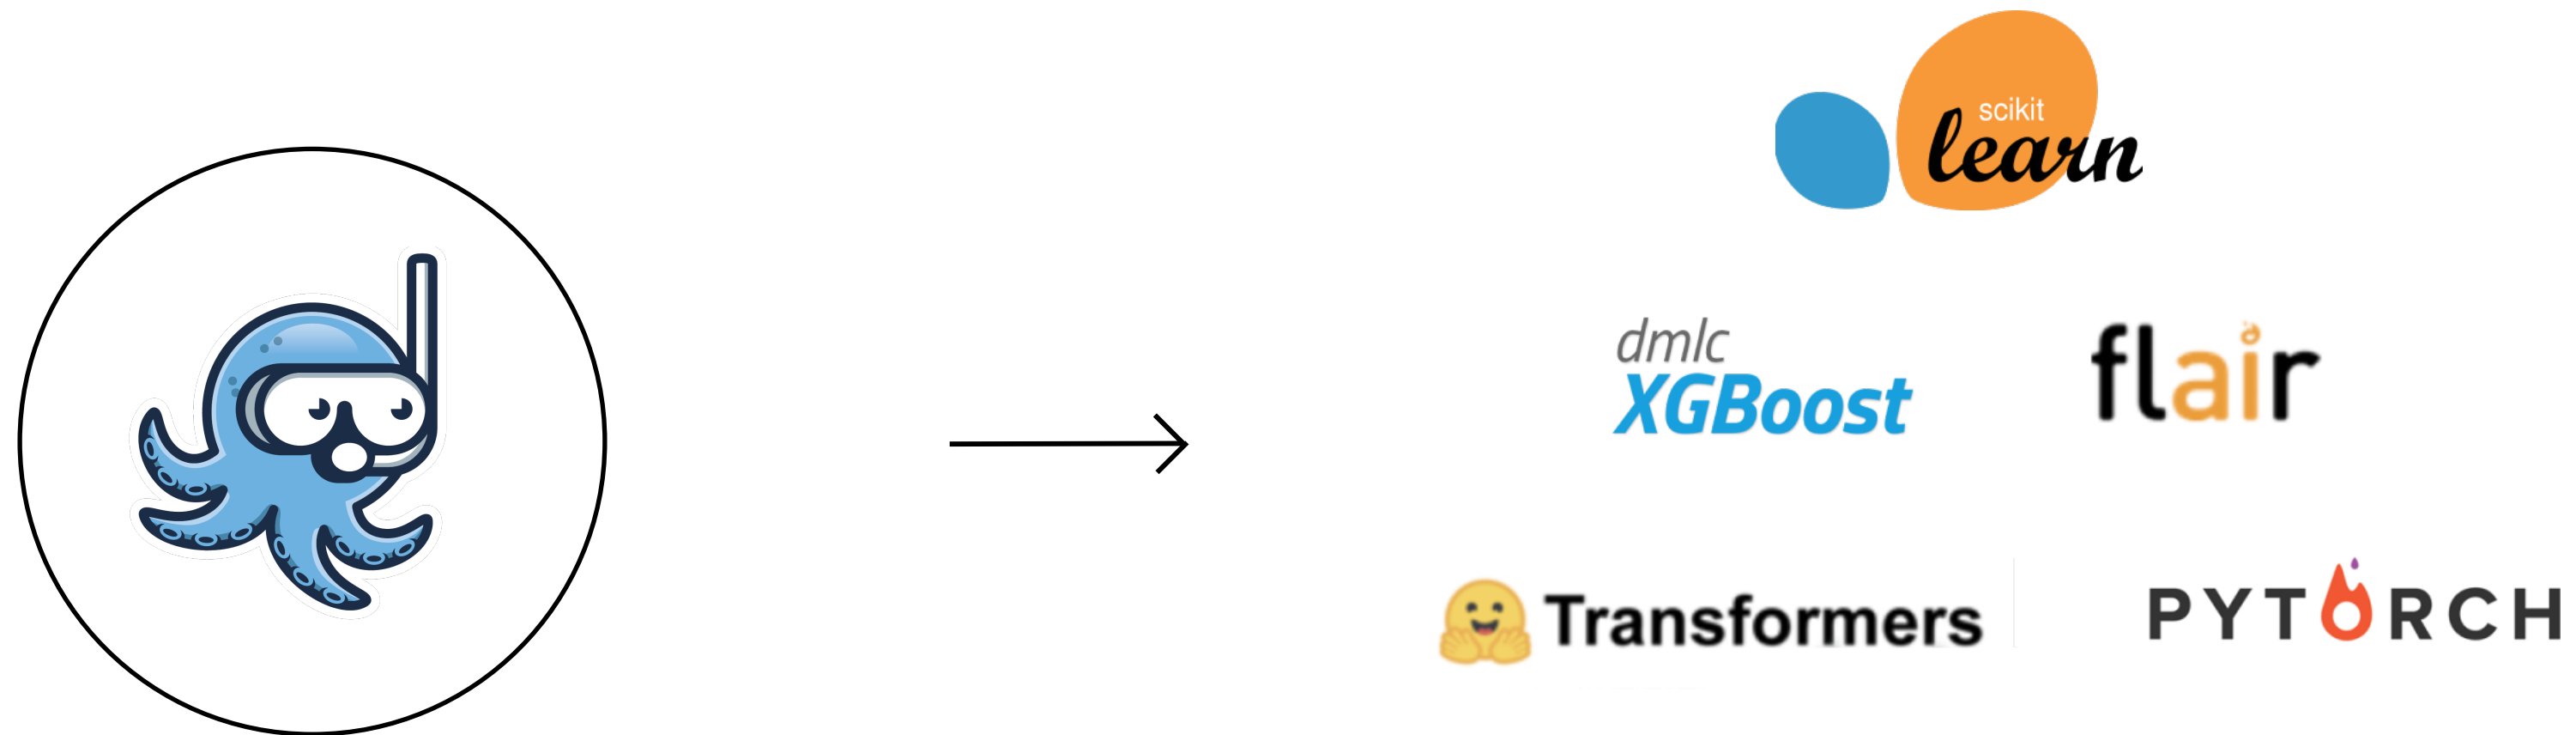 scikit
learn
dmlc
XGBoost
flair
Transformers
PYTORCH